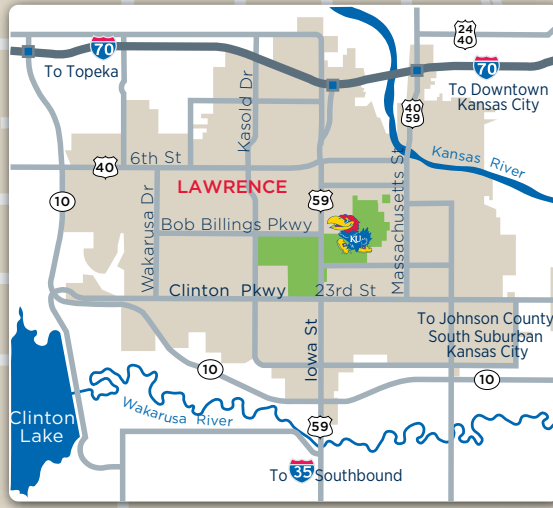 24
40
70
To Topeka
70
To Downtown
Kansas City
Kasold Dr
40
59
Massachusetts St
Kansas River
6th St
40
LAWRENCE
10
Wakarusa Dr
59
Bob Billings Pkwy
KU
Clinton Pkwy
23rd St
To Johnson County
South Suburban
Kansas City
Iowa St
10
10
Clinton
Lake
Wakarusa River
59
To 35 Southbound